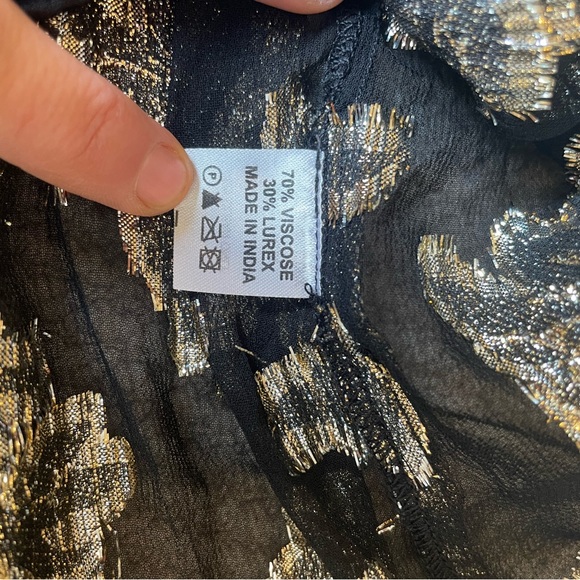 70% VISCOSE
30% LUREX
MADE IN INDIA
P